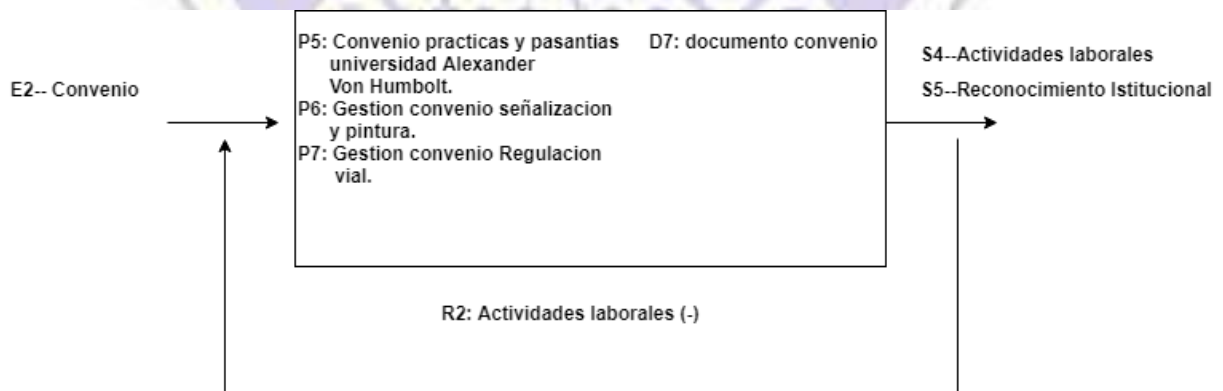 E2-- Convenio
P5: Convenio practicas y pasantias
universidad Alexander
Von Humbolt.
P6: Gestion convenio señalizacion
y pintura.
P7: Gestion convenio Regulacion
vial.
D7: documento convenio
S4--Actividades laborales
S5--Reconocimiento Istitucional
R2: Actividades laborales (-)